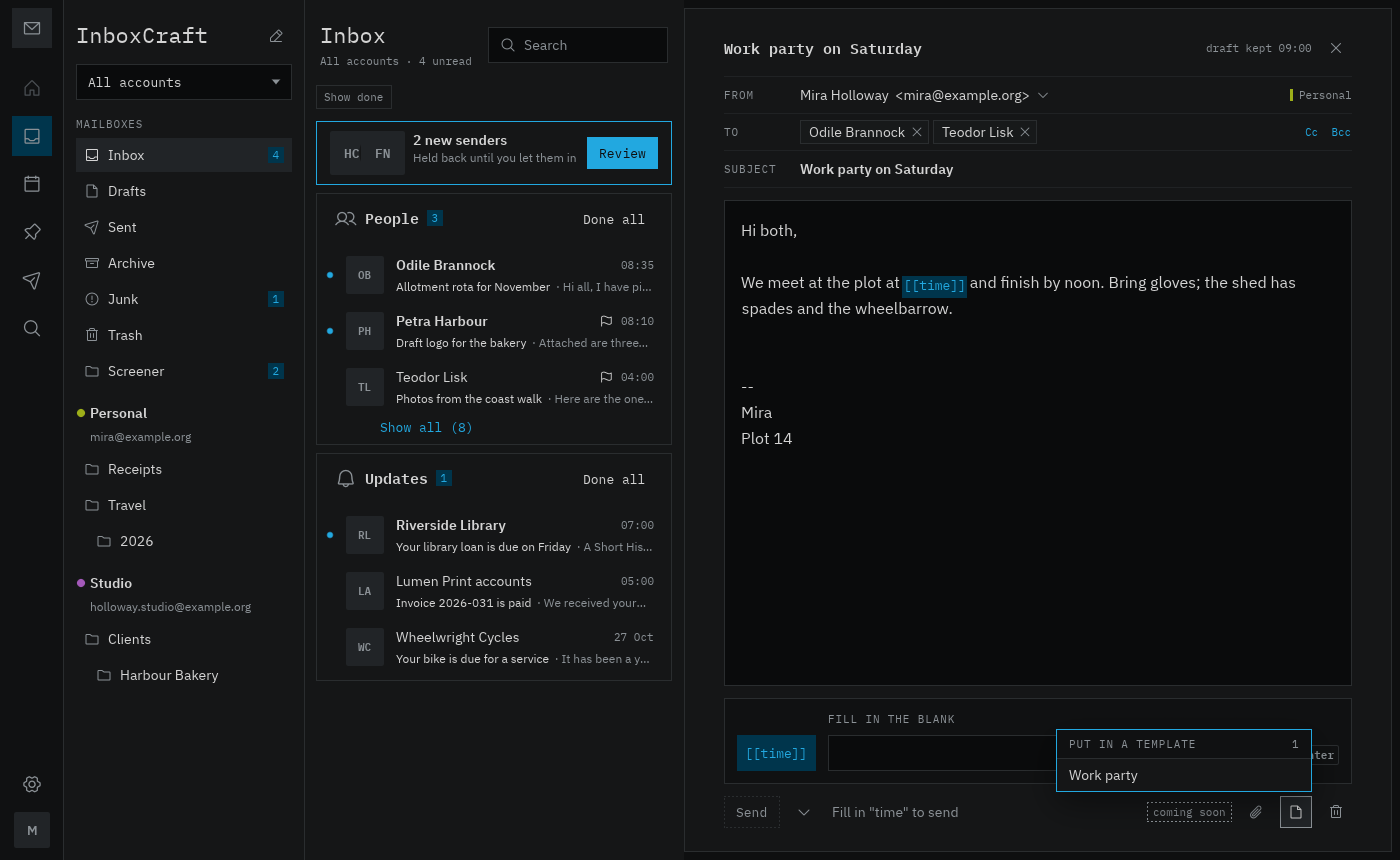 InboxCraft
All accounts
MAILBOXES
Inbox 4
Drafts
Sent
Archive
Junk 1
Trash
Screener 2
Personal
mira@example.org
Receipts
Travel
2026
Studio
holloway.studio@example.org
Clients
Harbour Bakery
M
Inbox
All accounts · 4 unread
Search
Show done
HC FN
2 new senders
Held back until you let them in
Review
People 3
Done all
OB
Odile Brannock 08:35
Allotment rota for November · Hi all, I have pi...
PH
Petra Harbour 08:10
Draft logo for the bakery · Attached are three...
TL
Teodor Lisk 04:00
Photos from the coast walk · Here are the one...
Show all (8)
Updates 1
Done all
RL
Riverside Library 07:00
Your library loan is due on Friday · A Short His...
LA
Lumen Print accounts 05:00
Invoice 2026-031 is paid · We received your...
WC
Wheelwright Cycles 27 Oct
Your bike is due for a service · It has been a y...
Work party on Saturday
draft kept 09:00
FROM Mira Holloway <mira@example.org> Personal
TO Odile Brannock Teodor Lisk Cc Bcc
SUBJECT Work party on Saturday
Hi both,
We meet at the plot at [[time]] and finish by noon. Bring gloves; the shed has
spades and the wheelbarrow.
--
Mira
Plot 14
FILL IN THE BLANK
[[time]]
PUT IN A TEMPLATE 1
Work party
Send
Fill in "time" to send
coming soon